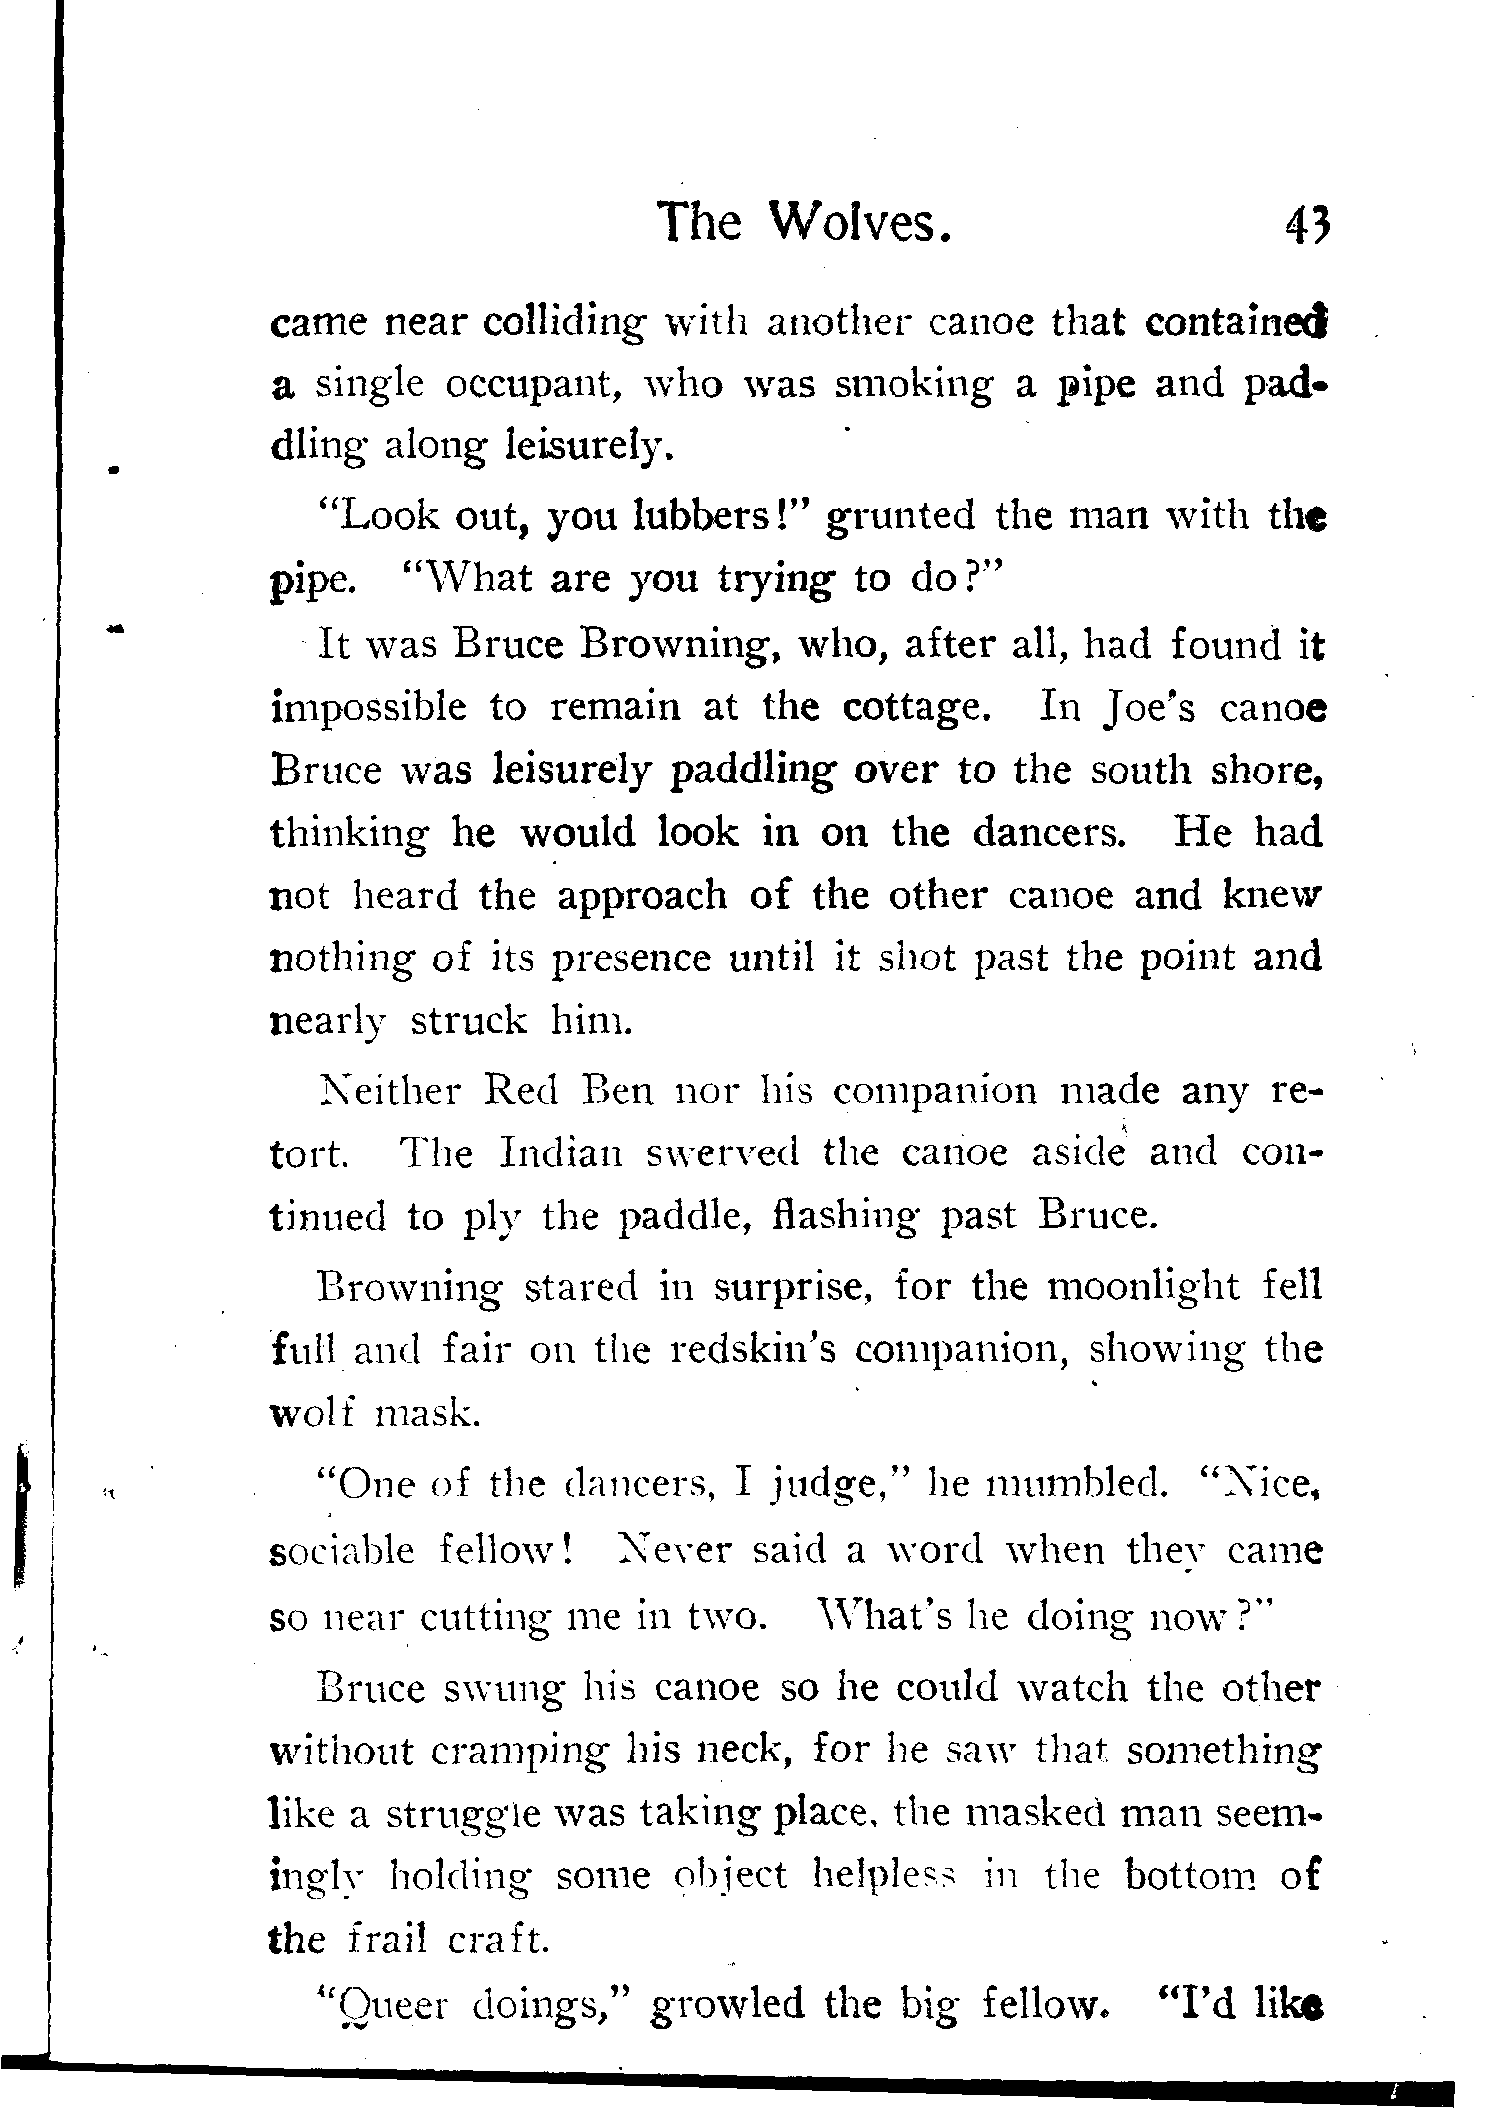 The Wolves. 43
came near colliding with another canoe that contained
a single occupant, who was smoking a pipe and pad-
dling along leisurely.
"Look out, you lubbers!" grunted the man with the
pipe. "What are you trying to do?"
It was Bruce Browning, who, after all, had found it
impossible to remain at the cottage. In Joe's canoe
Bruce was leisurely paddling over to the south shore,
thinking he would look in on the dancers. He had
not heard the approach of the other canoe and knew
nothing of its presence until it shot past the point and
nearly struck him.
Neither Red Ben nor his companion made any re-
tort. The Indian swerved the canoe aside and con-
tinued to ply the paddle, flashing past Bruce.
Browning stared in surprise, for the moonlight fell
full and fair on the redskin's companion, showing the
wolf mask.
"One of the dancers, I judge," he mumbled. "Nice,
sociable fellow! Never said a word when they came
so near cutting me in two. What's he doing now?"
Bruce swung his canoe so he could watch the other
without cramping his neck, for he saw that something
like a struggle was taking place, the masked man seem-
ingly holding some object helpless in the bottom of
the frail craft.
"Queer doings," growled the big fellow. "I'd like